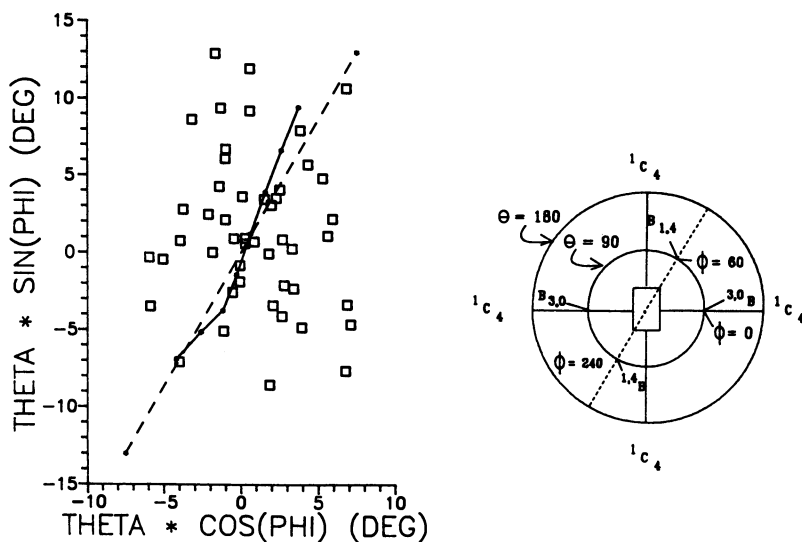 15
10
5
0
−5
−10
−15
THETA * SIN(PHI) (DEG)
−10
−5
0
5
10
THETA * COS(PHI) (DEG)
¹C₄
Θ = 180
Θ = 90
B₁,₄
ϕ = 60
B₃,₀
³,⁰B
¹C₄
¹C₄
ϕ = 0
ϕ = 240
¹,⁴B
¹C₄